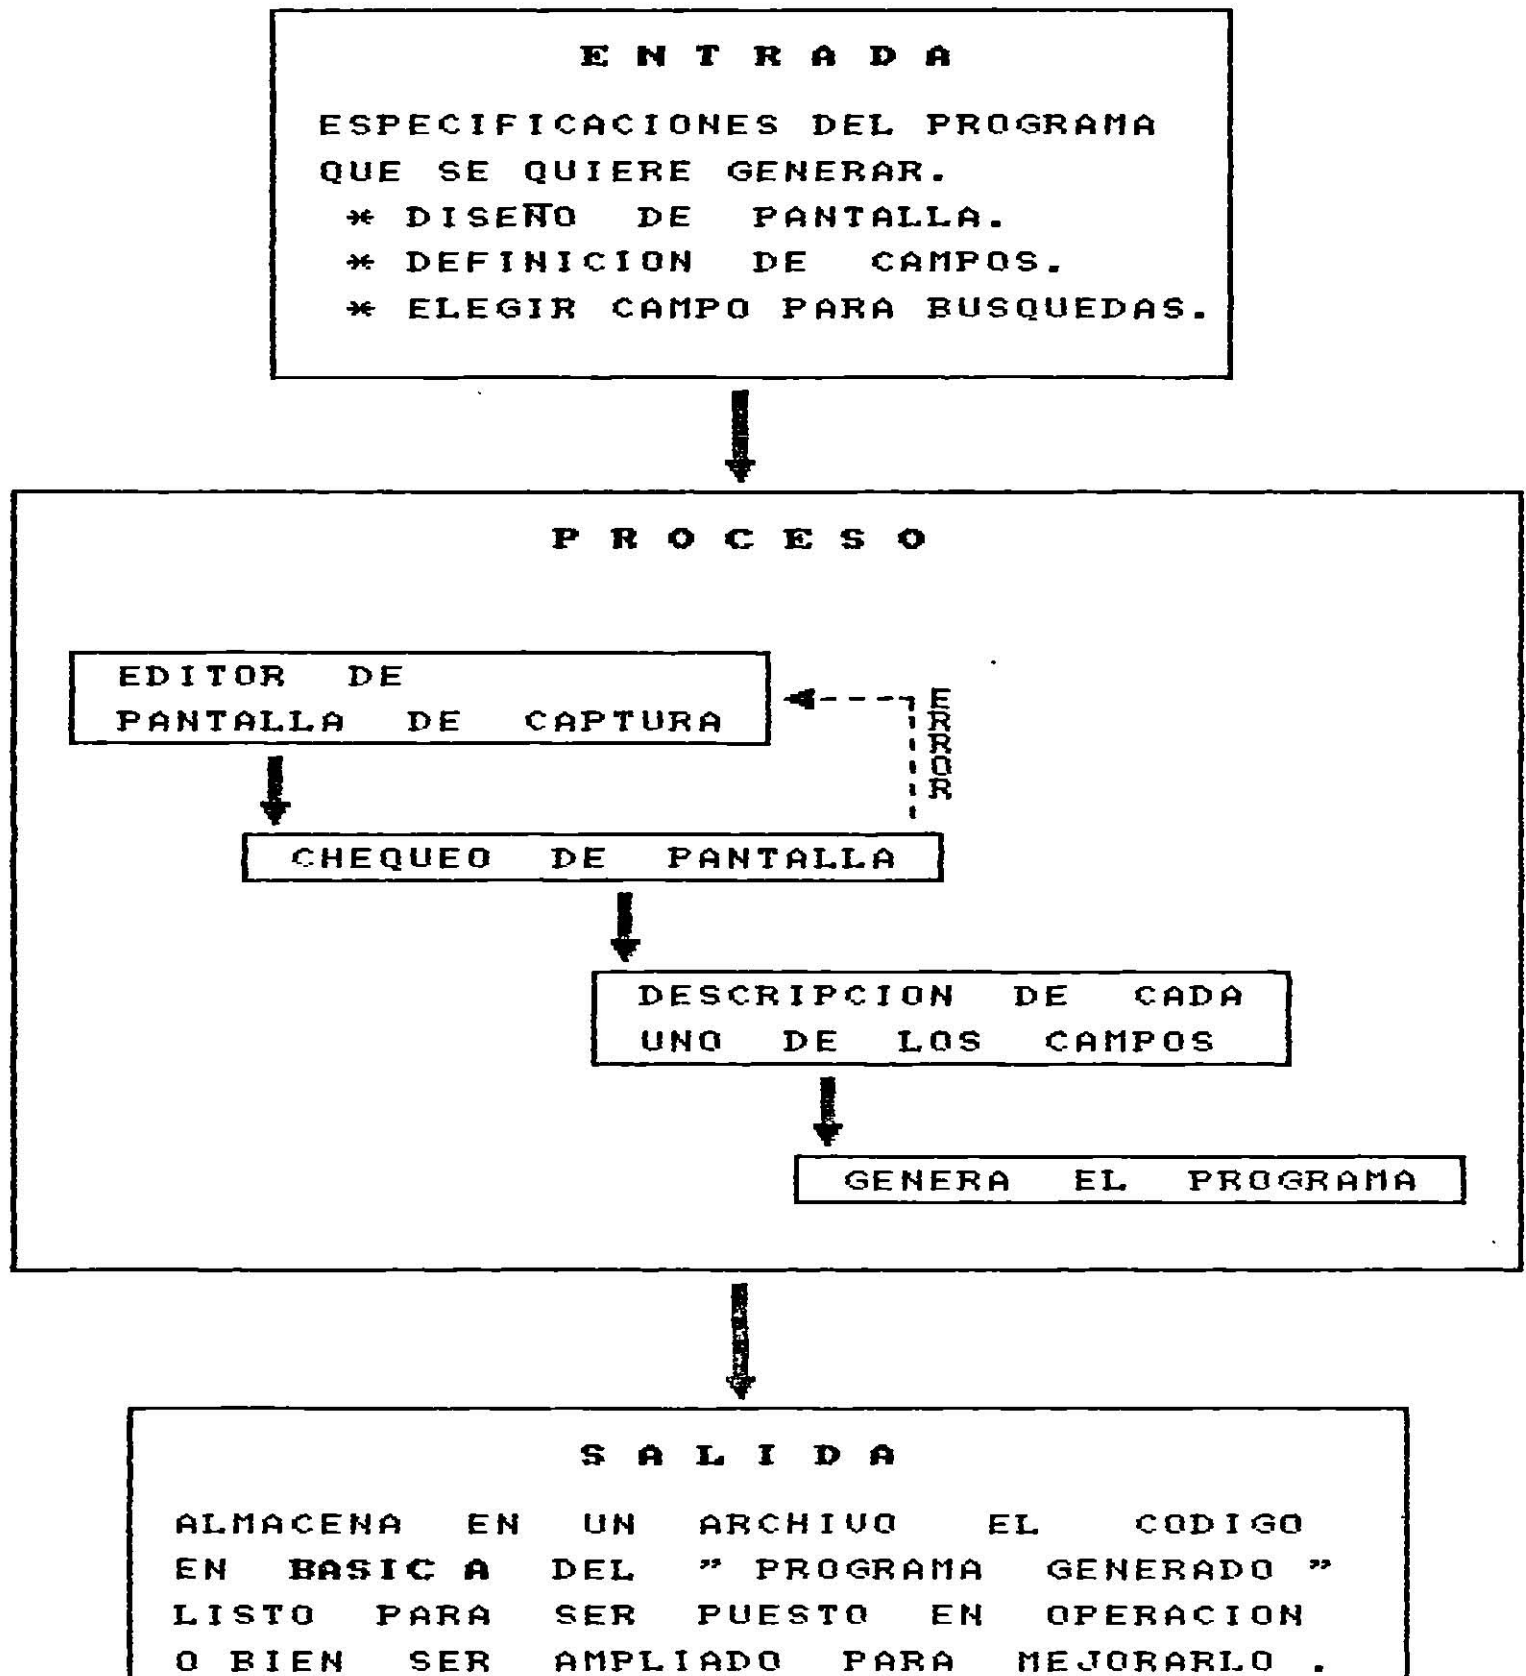 E N T R A D A
ESPECIFICACIONES DEL PROGRAMA
QUE SE QUIERE GENERAR.
* DISEÑO DE PANTALLA.
* DEFINICION DE CAMPOS.
* ELEGIR CAMPO PARA BUSQUEDAS.
P R O C E S O
EDITOR DE
PANTALLA DE CAPTURA
ERROR
CHEQUEO DE PANTALLA
DESCRIPCION DE CADA
UNO DE LOS CAMPOS
GENERA EL PROGRAMA
S A L I D A
ALMACENA EN UN ARCHIVO EL CODIGO
EN BASIC A DEL " PROGRAMA GENERADO "
LISTO PARA SER PUESTO EN OPERACION
O BIEN SER AMPLIADO PARA MEJORARLO .